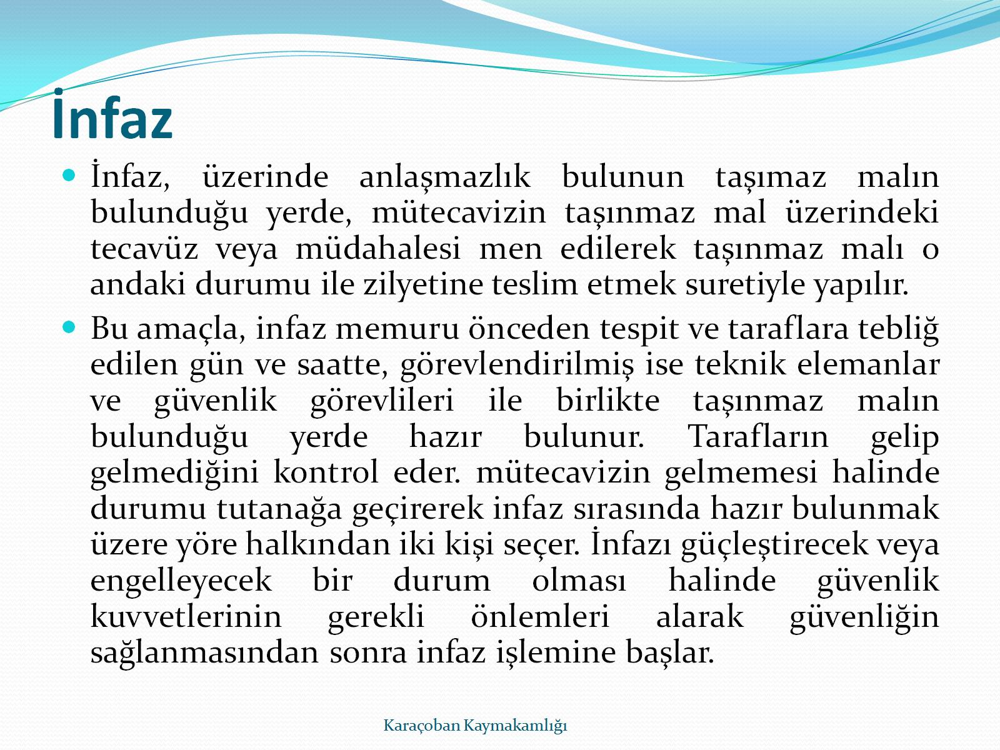 İnfaz
İnfaz, üzerinde anlaşmazlık bulunun taşımaz malın
bulunduğu yerde, mütecavizin taşınmaz mal üzerindeki
tecavüz veya müdahalesi men edilerek taşınmaz malı o
andaki durumu ile zilyetine teslim etmek suretiyle yapılır.
Bu amaçla, infaz memuru önceden tespit ve taraflara tebliğ
edilen gün ve saatte, görevlendirilmiş ise teknik elemanlar
ve güvenlik görevlileri ile birlikte taşınmaz malın
bulunduğu yerde hazır bulunur. Tarafların gelip
gelmediğini kontrol eder. mütecavizin gelmemesi halinde
durumu tutanağa geçirerek infaz sırasında hazır bulunmak
üzere yöre halkından iki kişi seçer. İnfazı güçleştirecek veya
engelleyecek bir durum olması halinde güvenlik
kuvvetlerinin gerekli önlemleri alarak güvenliğin
sağlanmasından sonra infaz işlemine başlar.
Karaçoban Kaymakamlığı